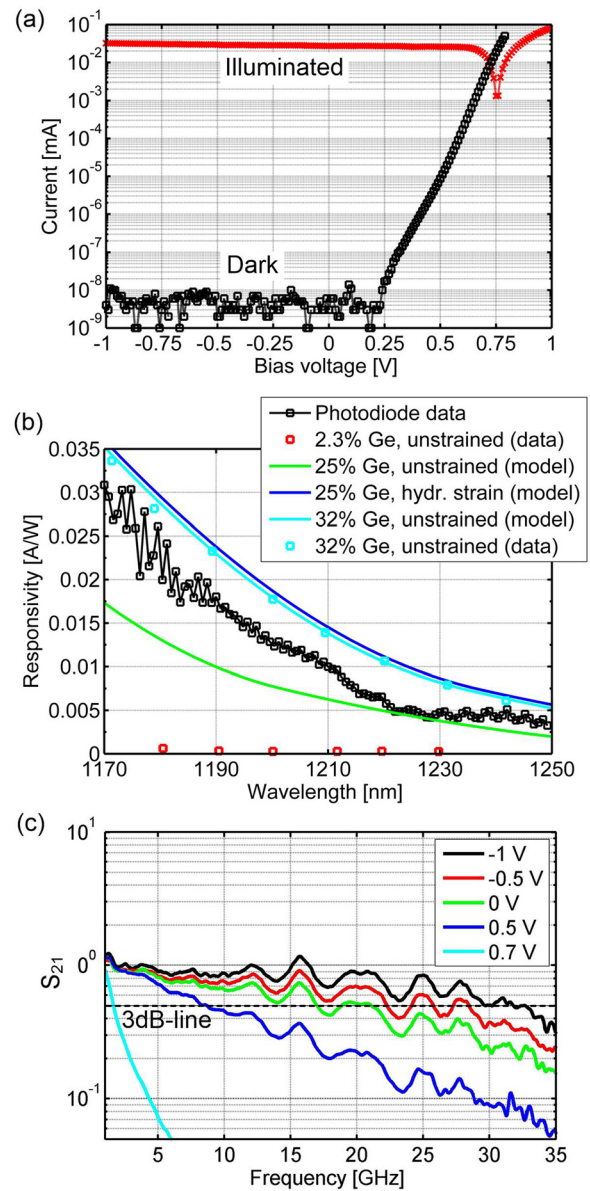 (a)
10^-1
10^-2
10^-3
10^-4
10^-5
10^-6
10^-7
10^-8
10^-9
Current [mA]
Illuminated
Dark
-1 -0.75 -0.5 -0.25 0 0.25 0.5 0.75 1
Bias voltage [V]
(b)
Photodiode data
2.3% Ge, unstrained (data)
25% Ge, unstrained (model)
25% Ge, hydr. strain (model)
32% Ge, unstrained (model)
32% Ge, unstrained (data)
0.035
0.03
0.025
0.02
0.015
0.01
0.005
0
Responsivity [A/W]
1170 1190 1210 1230 1250
Wavelength [nm]
(c)
10^1
10^0
10^-1
S21
-1 V
-0.5 V
0 V
0.5 V
0.7 V
3dB-line
5 10 15 20 25 30 35
Frequency [GHz]